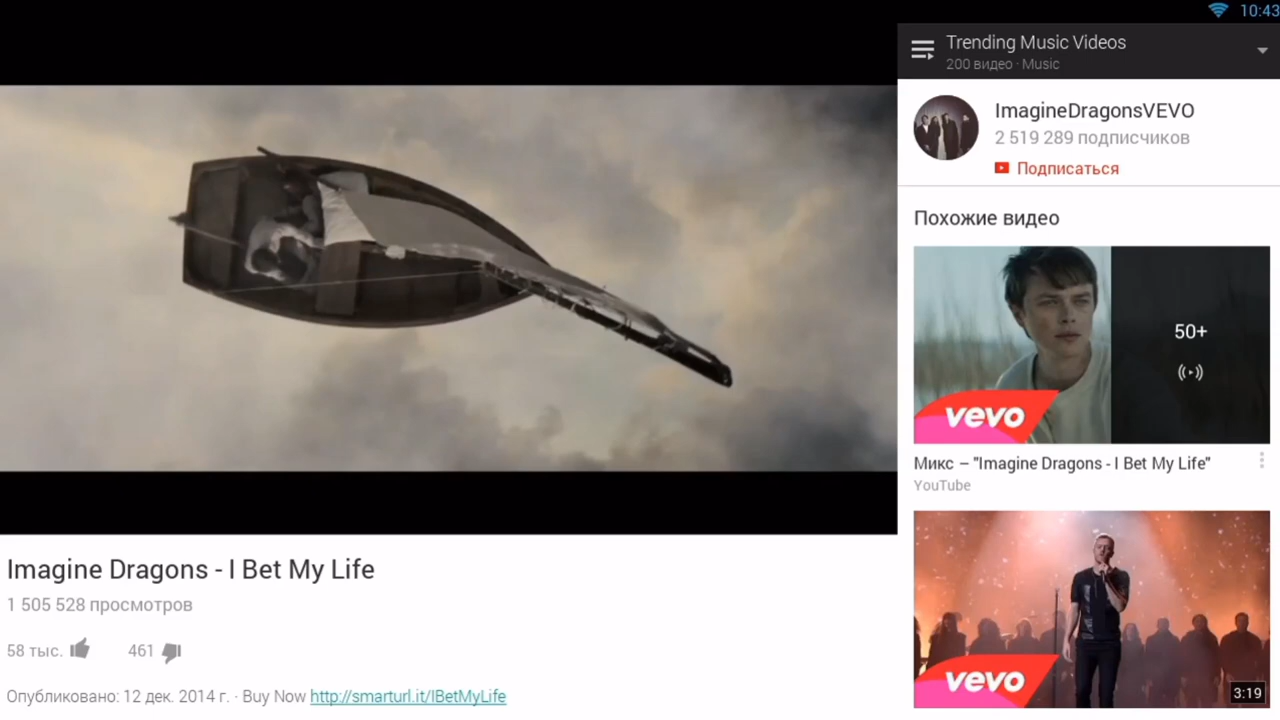 10:43
Trending Music Videos
200 видео · Music
ImagineDragonsVEVO
2 519 289 подписчиков
Подписаться
Похожие видео
50+
vevo
Микс – "Imagine Dragons - I Bet My Life"
YouTube
vevo
3:19
Imagine Dragons - I Bet My Life
1 505 528 просмотров
58 тыс. 461
Опубликовано: 12 дек. 2014 г. · Buy Now http://smarturl.it/IBetMyLife